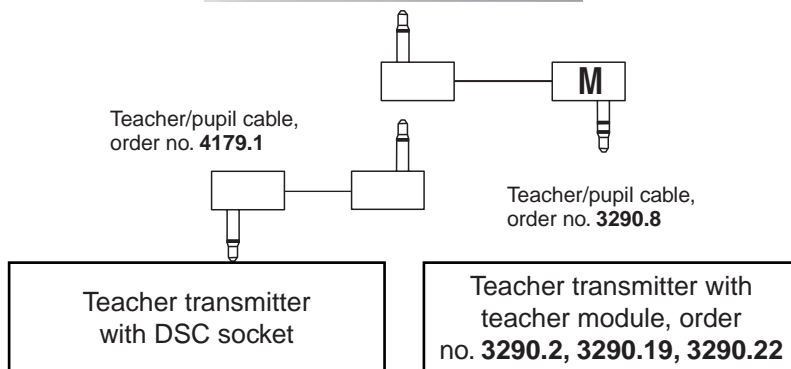 M
Teacher/pupil cable,
order no. 4179.1
Teacher/pupil cable,
order no. 3290.8
Teacher transmitter
with DSC socket
Teacher transmitter with
teacher module, order
no. 3290.2, 3290.19, 3290.22